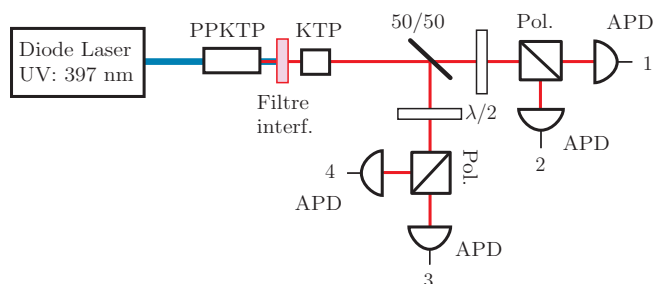 Diode Laser
UV: 397 nm
PPKTP
KTP
Filtre
interf.
50/50
Pol.
APD
1
λ/2
APD
2
4
APD
Pol.
APD
3